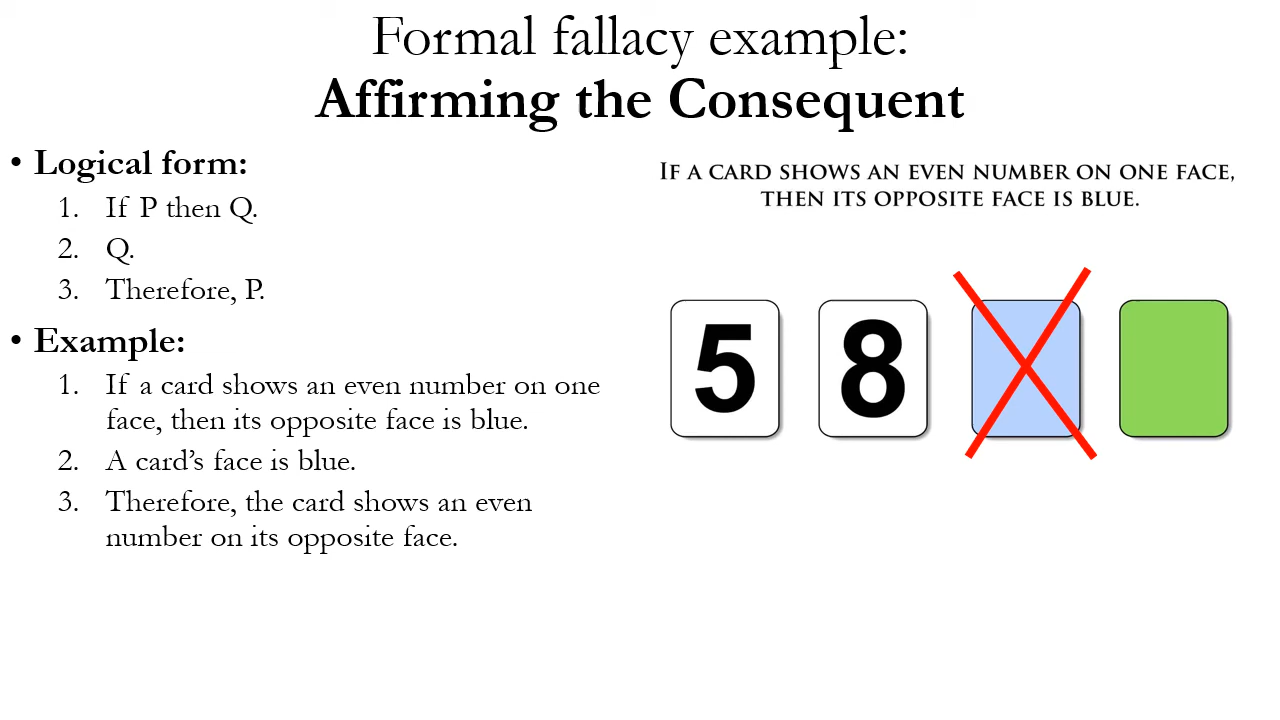 Formal fallacy example:
Affirming the Consequent
• Logical form:
1. If P then Q.
2. Q.
3. Therefore, P.
• Example:
1. If a card shows an even number on one
face, then its opposite face is blue.
2. A card’s face is blue.
3. Therefore, the card shows an even
number on its opposite face.
IF A CARD SHOWS AN EVEN NUMBER ON ONE FACE,
THEN ITS OPPOSITE FACE IS BLUE.
5 8